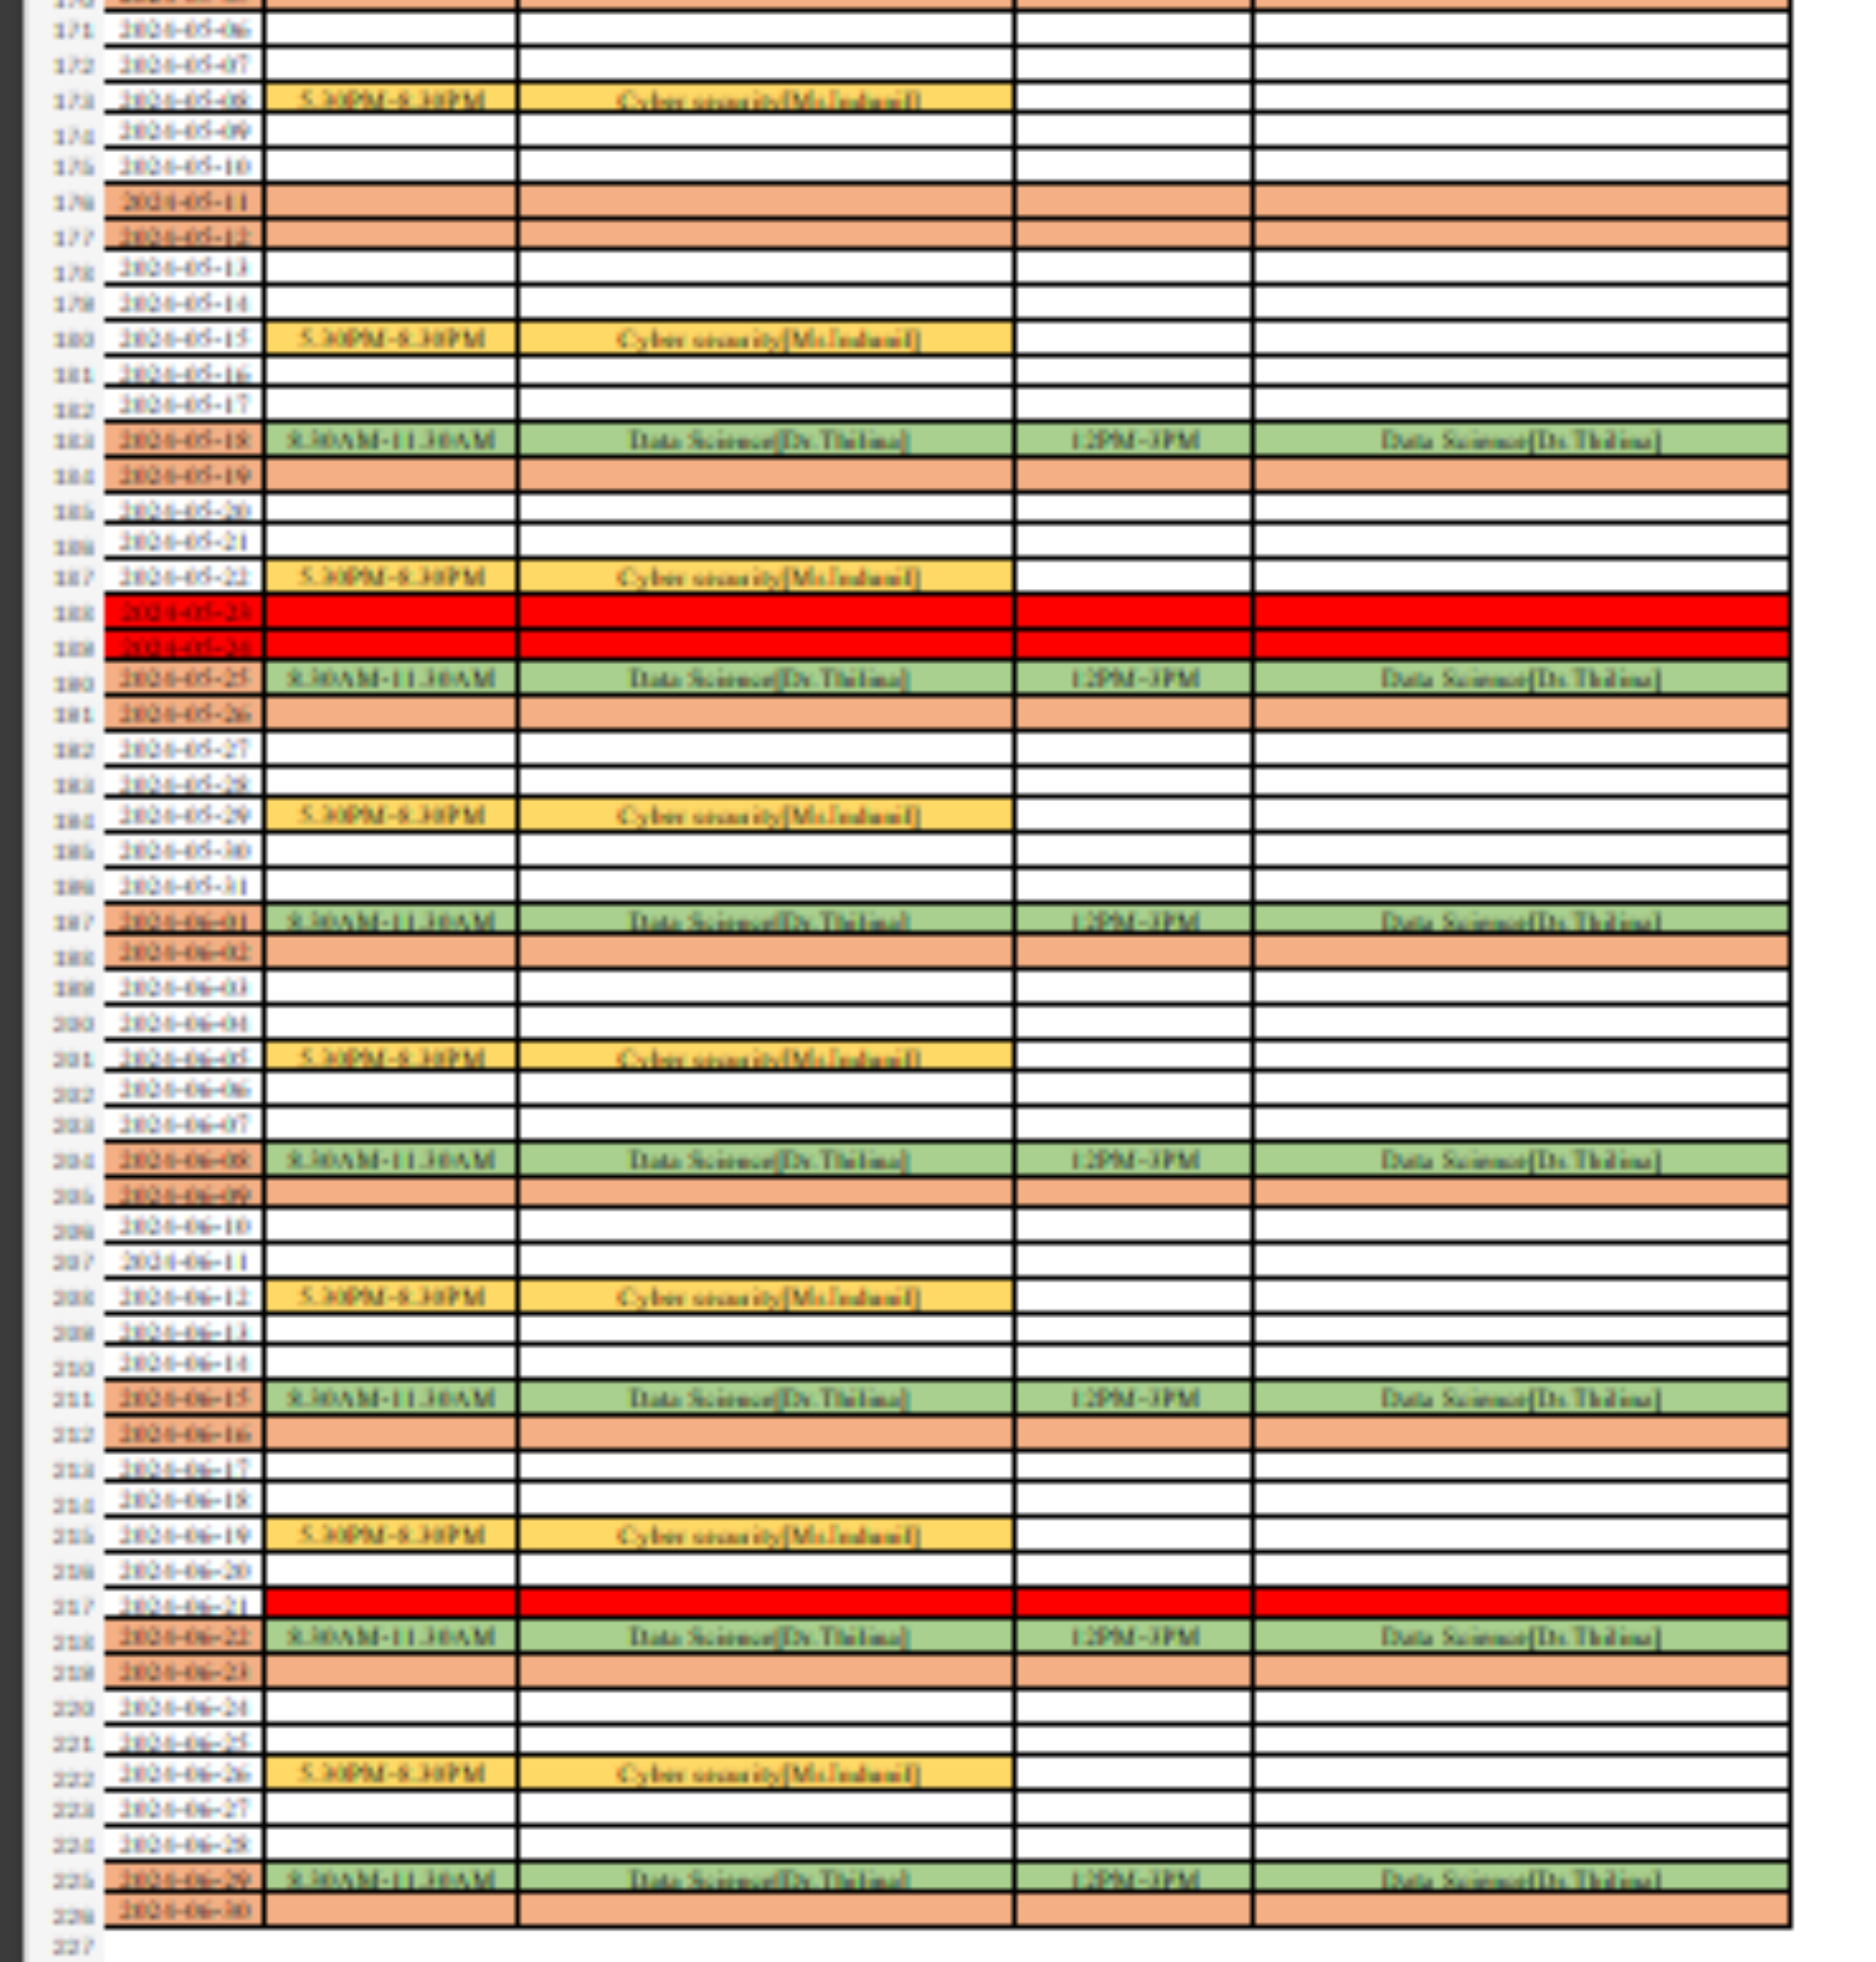 171 2024-05-06
172 2024-05-07
173 2024-05-08 5.30PM-8.30PM Cyber security[Mr.Indunil]
174 2024-05-09
175 2024-05-10
176 2024-05-11
177 2024-05-12
178 2024-05-13
179 2024-05-14
180 2024-05-15 5.30PM-8.30PM Cyber security[Mr.Indunil]
181 2024-05-16
182 2024-05-17
183 2024-05-18 8.30AM-11.30AM Data Science[Dr.Thilina] 12PM-3PM Data Science[Dr.Thilina]
184 2024-05-19
185 2024-05-20
186 2024-05-21
187 2024-05-22 5.30PM-8.30PM Cyber security[Mr.Indunil]
188 2024-05-23
189 2024-05-24
190 2024-05-25 8.30AM-11.30AM Data Science[Dr.Thilina] 12PM-3PM Data Science[Dr.Thilina]
191 2024-05-26
192 2024-05-27
193 2024-05-28
194 2024-05-29 5.30PM-8.30PM Cyber security[Mr.Indunil]
195 2024-05-30
196 2024-05-31
197 2024-06-01 8.30AM-11.30AM Data Science[Dr.Thilina] 12PM-3PM Data Science[Dr.Thilina]
198 2024-06-02
199 2024-06-03
200 2024-06-04
201 2024-06-05 5.30PM-8.30PM Cyber security[Mr.Indunil]
202 2024-06-06
203 2024-06-07
204 2024-06-08 8.30AM-11.30AM Data Science[Dr.Thilina] 12PM-3PM Data Science[Dr.Thilina]
205 2024-06-09
206 2024-06-10
207 2024-06-11
208 2024-06-12 5.30PM-8.30PM Cyber security[Mr.Indunil]
209 2024-06-13
210 2024-06-14
211 2024-06-15 8.30AM-11.30AM Data Science[Dr.Thilina] 12PM-3PM Data Science[Dr.Thilina]
212 2024-06-16
213 2024-06-17
214 2024-06-18
215 2024-06-19 5.30PM-8.30PM Cyber security[Mr.Indunil]
216 2024-06-20
217 2024-06-21
218 2024-06-22 8.30AM-11.30AM Data Science[Dr.Thilina] 12PM-3PM Data Science[Dr.Thilina]
219 2024-06-23
220 2024-06-24
221 2024-06-25
222 2024-06-26 5.30PM-8.30PM Cyber security[Mr.Indunil]
223 2024-06-27
224 2024-06-28
225 2024-06-29 8.30AM-11.30AM Data Science[Dr.Thilina] 12PM-3PM Data Science[Dr.Thilina]
226 2024-06-30
227